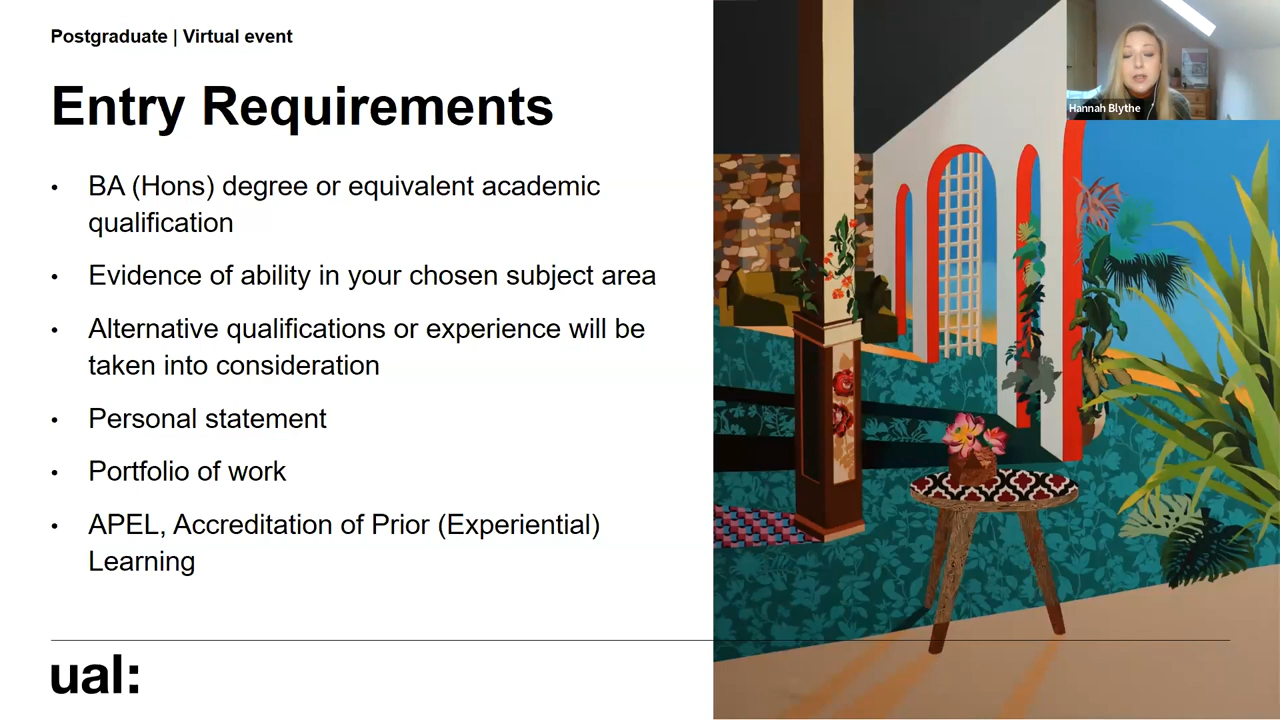 Postgraduate | Virtual event
Entry Requirements
• BA (Hons) degree or equivalent academic
qualification
• Evidence of ability in your chosen subject area
• Alternative qualifications or experience will be
taken into consideration
• Personal statement
• Portfolio of work
• APEL, Accreditation of Prior (Experiential)
Learning
ual:
Hannah Blythe